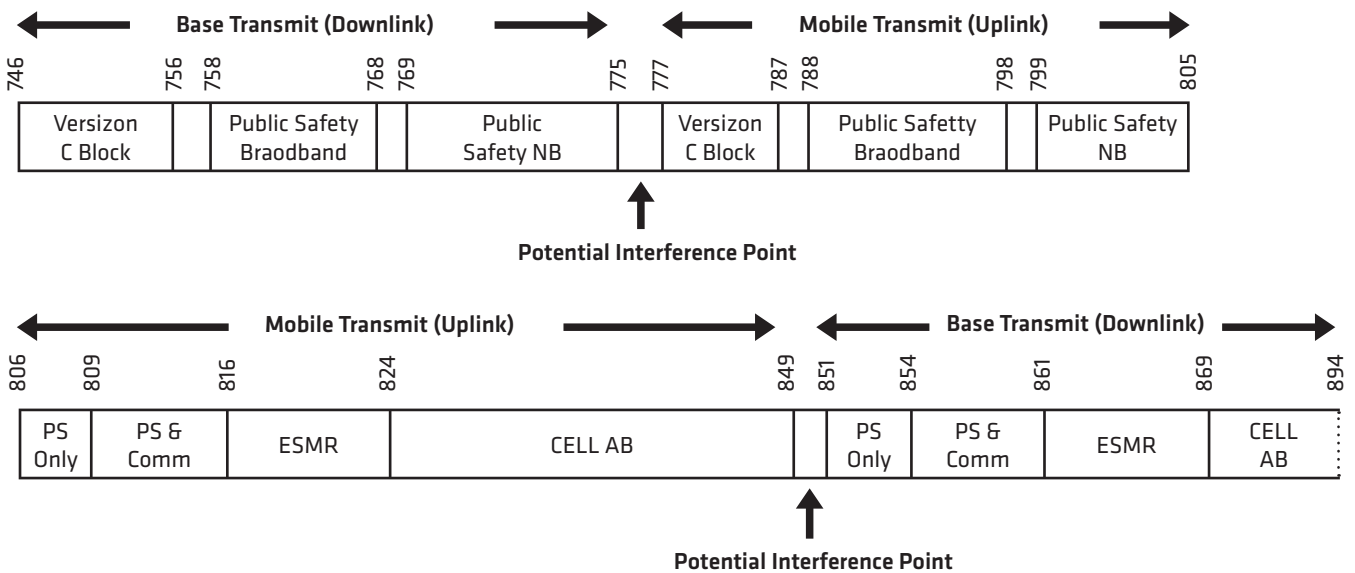 Base Transmit (Downlink) Mobile Transmit (Uplink)
746 756 758 768 769 775 777 787 788 798 799 805
Versizon Public Safety Public Versizon Public Safetty Public Safety
C Block Braodband Safety NB C Block Braodband NB
Potential Interference Point
Mobile Transmit (Uplink) Base Transmit (Downlink)
806 809 816 824 849 851 854 861 869 894
PS PS & ESMR CELL AB PS PS & ESMR CELL
Only Comm Only Comm AB
Potential Interference Point